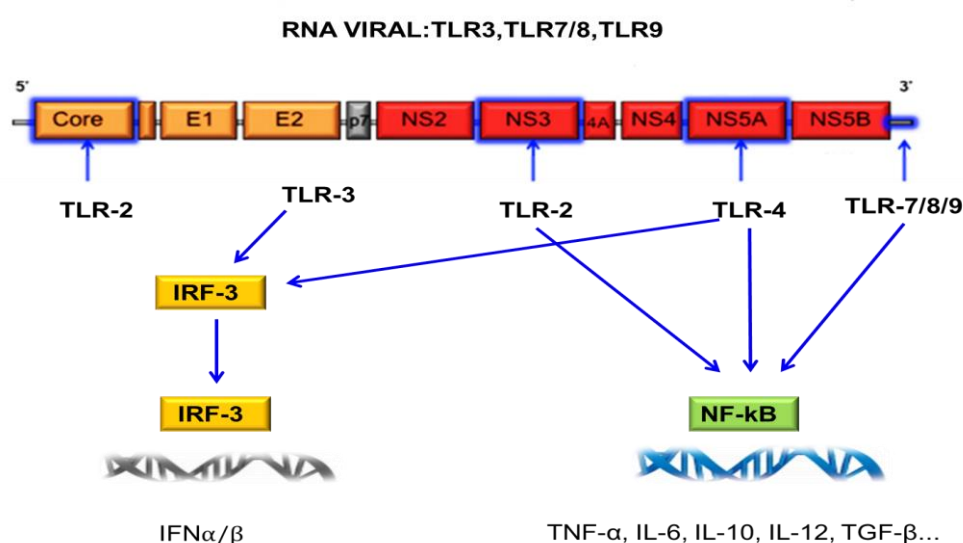 RNA VIRAL:TLR3,TLR7/8,TLR9
5' 3'
Core E1 E2 p7 NS2 NS3 4A NS4 NS5A NS5B
TLR-2 TLR-3 TLR-2 TLR-4 TLR-7/8/9
IRF-3
IRF-3 NF-kB
IFNα/β TNF-α, IL-6, IL-10, IL-12, TGF-β...